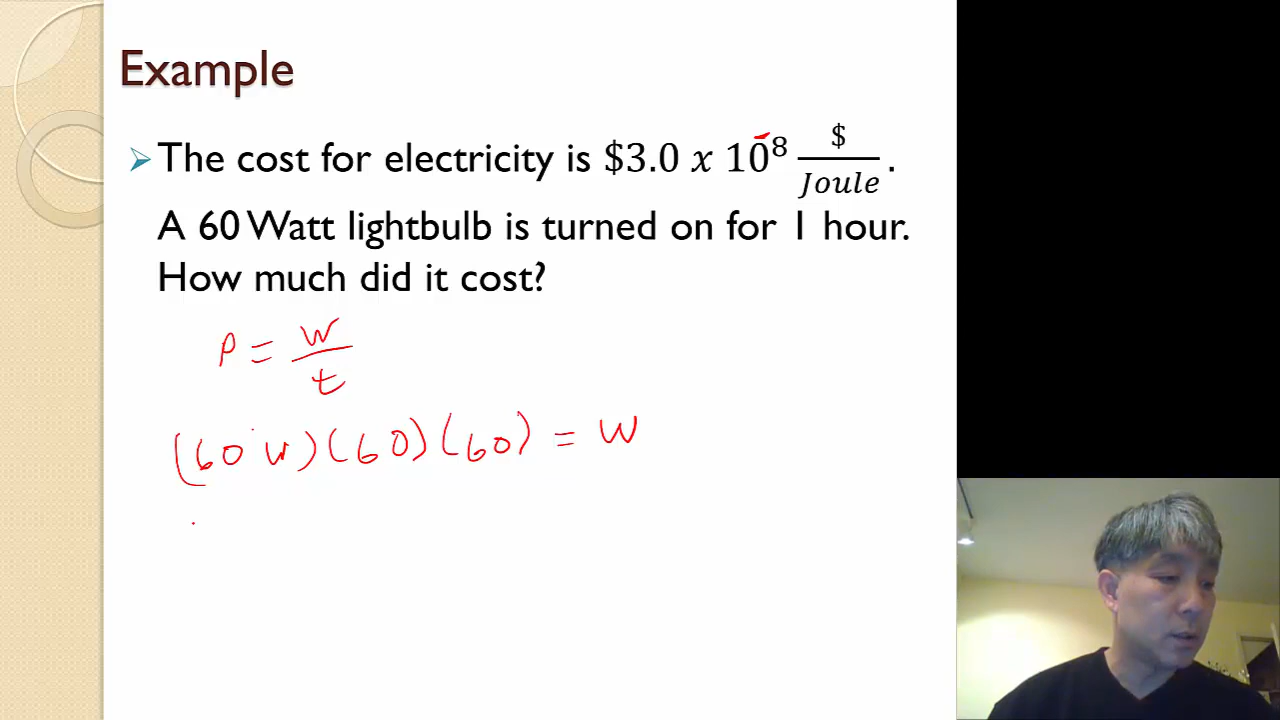 Example
The cost for electricity is $3.0 x 10⁻⁸ $/Joule.
A 60 Watt lightbulb is turned on for 1 hour.
How much did it cost?
P = W/t
(60 W)(60)(60) = W